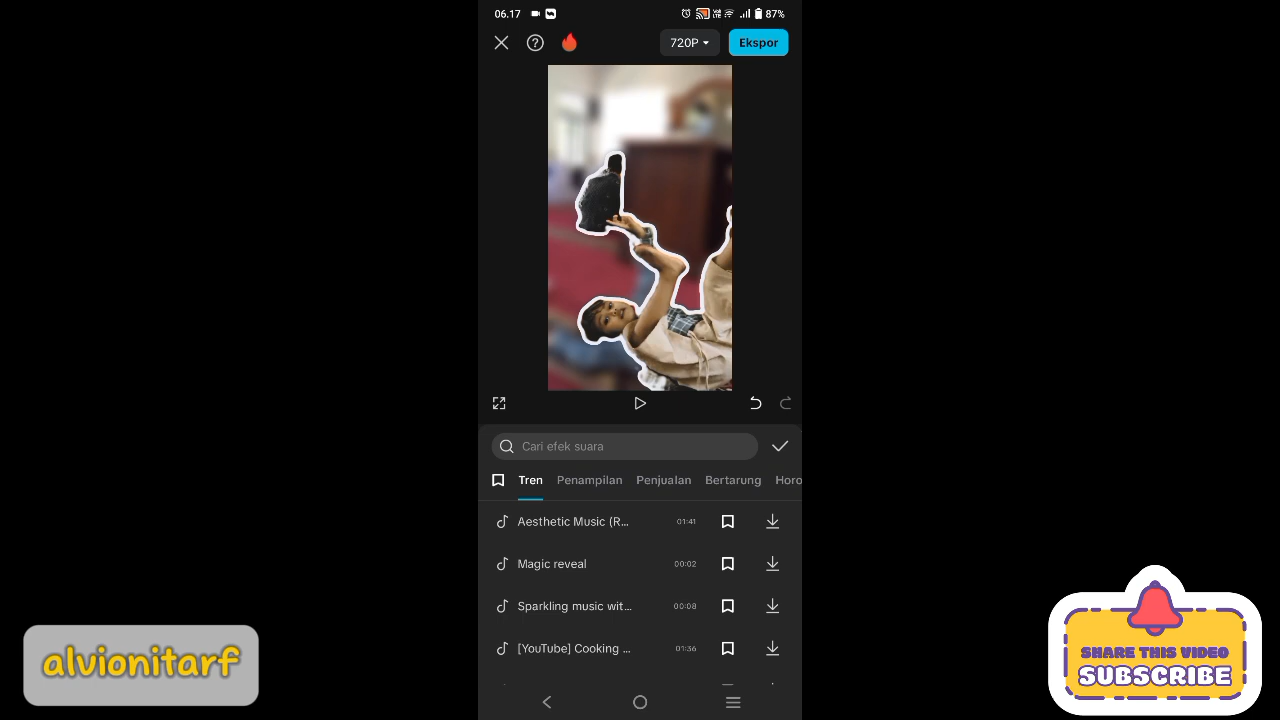 06.17
87%
720P
Ekspor
Cari efek suara
Tren Penampilan Penjualan Bertarung Horo
Aesthetic Music (R... 01:41
Magic reveal 00:02
Sparkling music wit... 00:08
[YouTube] Cooking ... 01:36
alvionitarf
SHARE THIS VIDEO
SUBSCRIBE